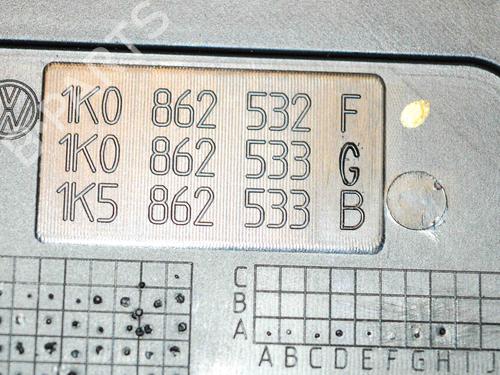 1K0 862 532 F
1K0 862 533 G
1K5 862 533 B
C
B
A
A B C D E F G H I J